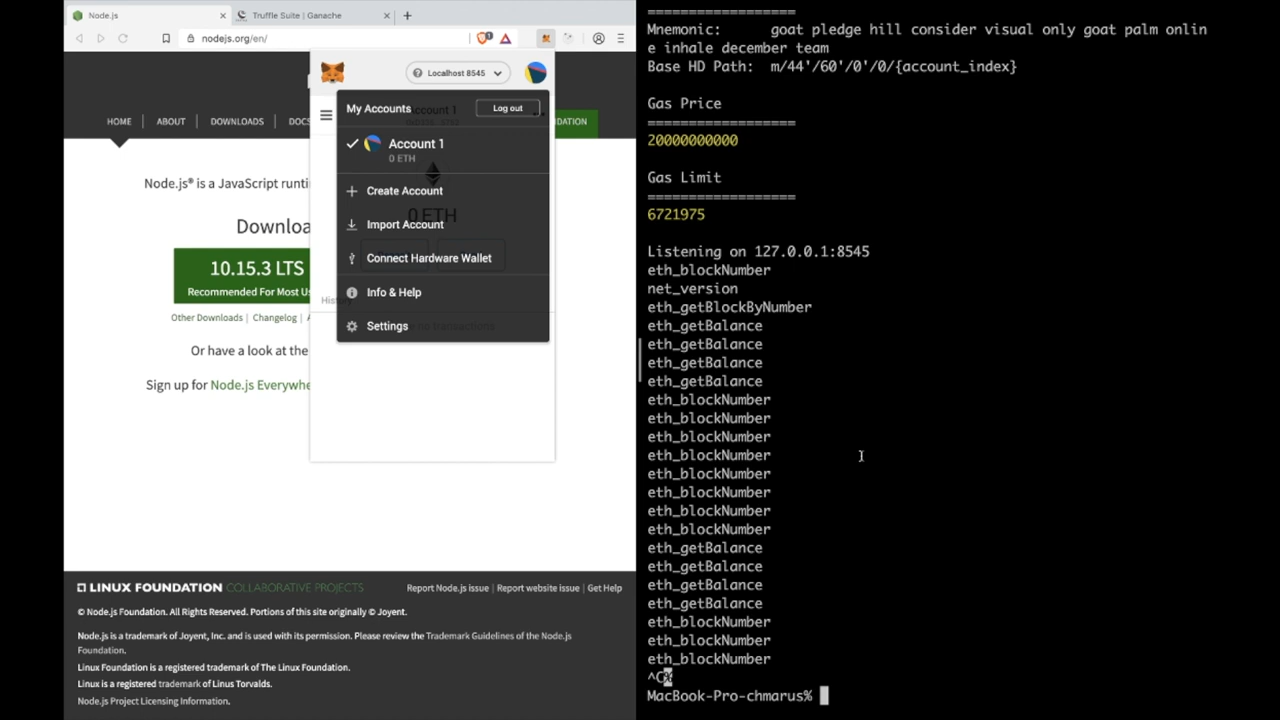 Node.js
Truffle Suite | Ganache
nodejs.org/en/
Localhost 8545
HOME
ABOUT
DOWNLOADS
DOCS
DATION
My Accounts
Log out
Account 1
Account 1
0 ETH
Create Account
0 ETH
Import Account
Connect Hardware Wallet
Info & Help
Settings
Node.js® is a JavaScript runti
Downloa
10.15.3 LTS
Recommended For Most Us
Other Downloads
Changelog
Or have a look at the
Sign up for Node.js Everywhe
LINUX FOUNDATION COLLABORATIVE PROJECTS
Report Node.js issue | Report website issue | Get Help
© Node.js Foundation. All Rights Reserved. Portions of this site originally © Joyent.
Node.js is a trademark of Joyent, Inc. and is used with its permission. Please review the Trademark Guidelines of the Node.js
Foundation.
Linux Foundation is a registered trademark of The Linux Foundation.
Linux is a registered trademark of Linus Torvalds.
Node.js Project Licensing Information.
==================
Mnemonic: goat pledge hill consider visual only goat palm onlin
e inhale december team
Base HD Path: m/44'/60'/0'/0/{account_index}
Gas Price
==================
20000000000
Gas Limit
==================
6721975
Listening on 127.0.0.1:8545
eth_blockNumber
net_version
eth_getBlockByNumber
eth_getBalance
eth_getBalance
eth_getBalance
eth_getBalance
eth_blockNumber
eth_blockNumber
eth_blockNumber
eth_blockNumber
eth_blockNumber
eth_blockNumber
eth_blockNumber
eth_blockNumber
eth_getBalance
eth_getBalance
eth_getBalance
eth_getBalance
eth_blockNumber
eth_blockNumber
eth_blockNumber
^C%
MacBook-Pro-chmarus%